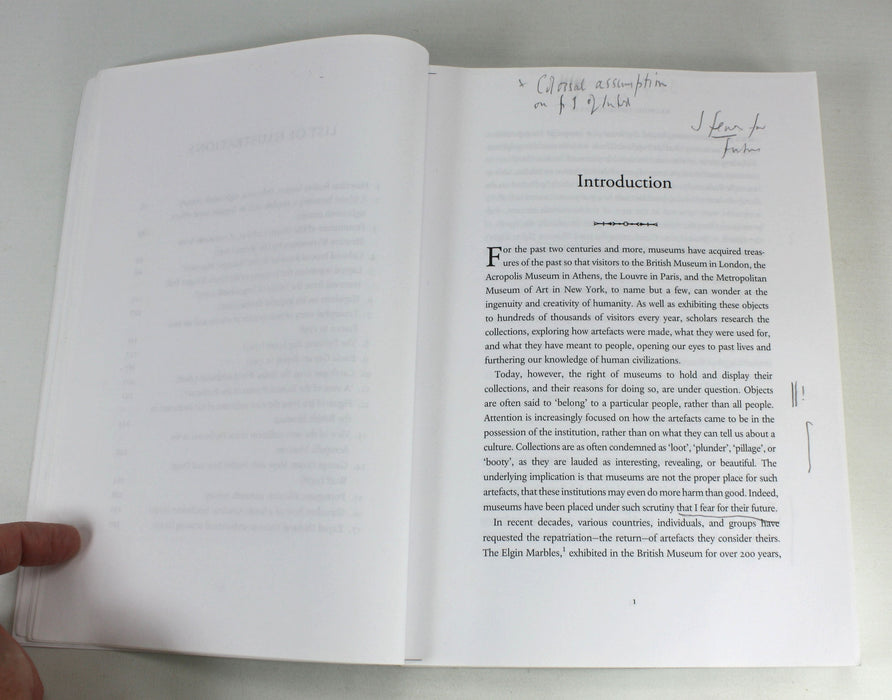 Colossal assumption
on p 1 of
I fear for
future
Introduction
For the past two centuries and more, museums have acquired treas-
ures of the past so that visitors to the British Museum in London, the
Acropolis Museum in Athens, the Louvre in Paris, and the Metropolitan
Museum of Art in New York, to name but a few, can wonder at the
ingenuity and creativity of humanity. As well as exhibiting these objects
to hundreds of thousands of visitors every year, scholars research the
collections, exploring how artefacts were made, what they were used for,
and what they have meant to people, opening our eyes to past lives and
furthering our knowledge of human civilizations.
Today, however, the right of museums to hold and display their
collections, and their reasons for doing so, are under question. Objects
are often said to ‘belong’ to a particular people, rather than all people.
Attention is increasingly focused on how the artefacts came to be in the
possession of the institution, rather than on what they can tell us about a
culture. Collections are as often condemned as ‘loot’, ‘plunder’, ‘pillage’, or
‘booty’, as they are lauded as interesting, revealing, or beautiful. The
underlying implication is that museums are not the proper place for such
artefacts, that these institutions may even do more harm than good. Indeed,
museums have been placed under such scrutiny that I fear for their future.
In recent decades, various countries, individuals, and groups have
requested the repatriation—the return—of artefacts they consider theirs.
The Elgin Marbles,¹ exhibited in the British Museum for over 200 years,
1